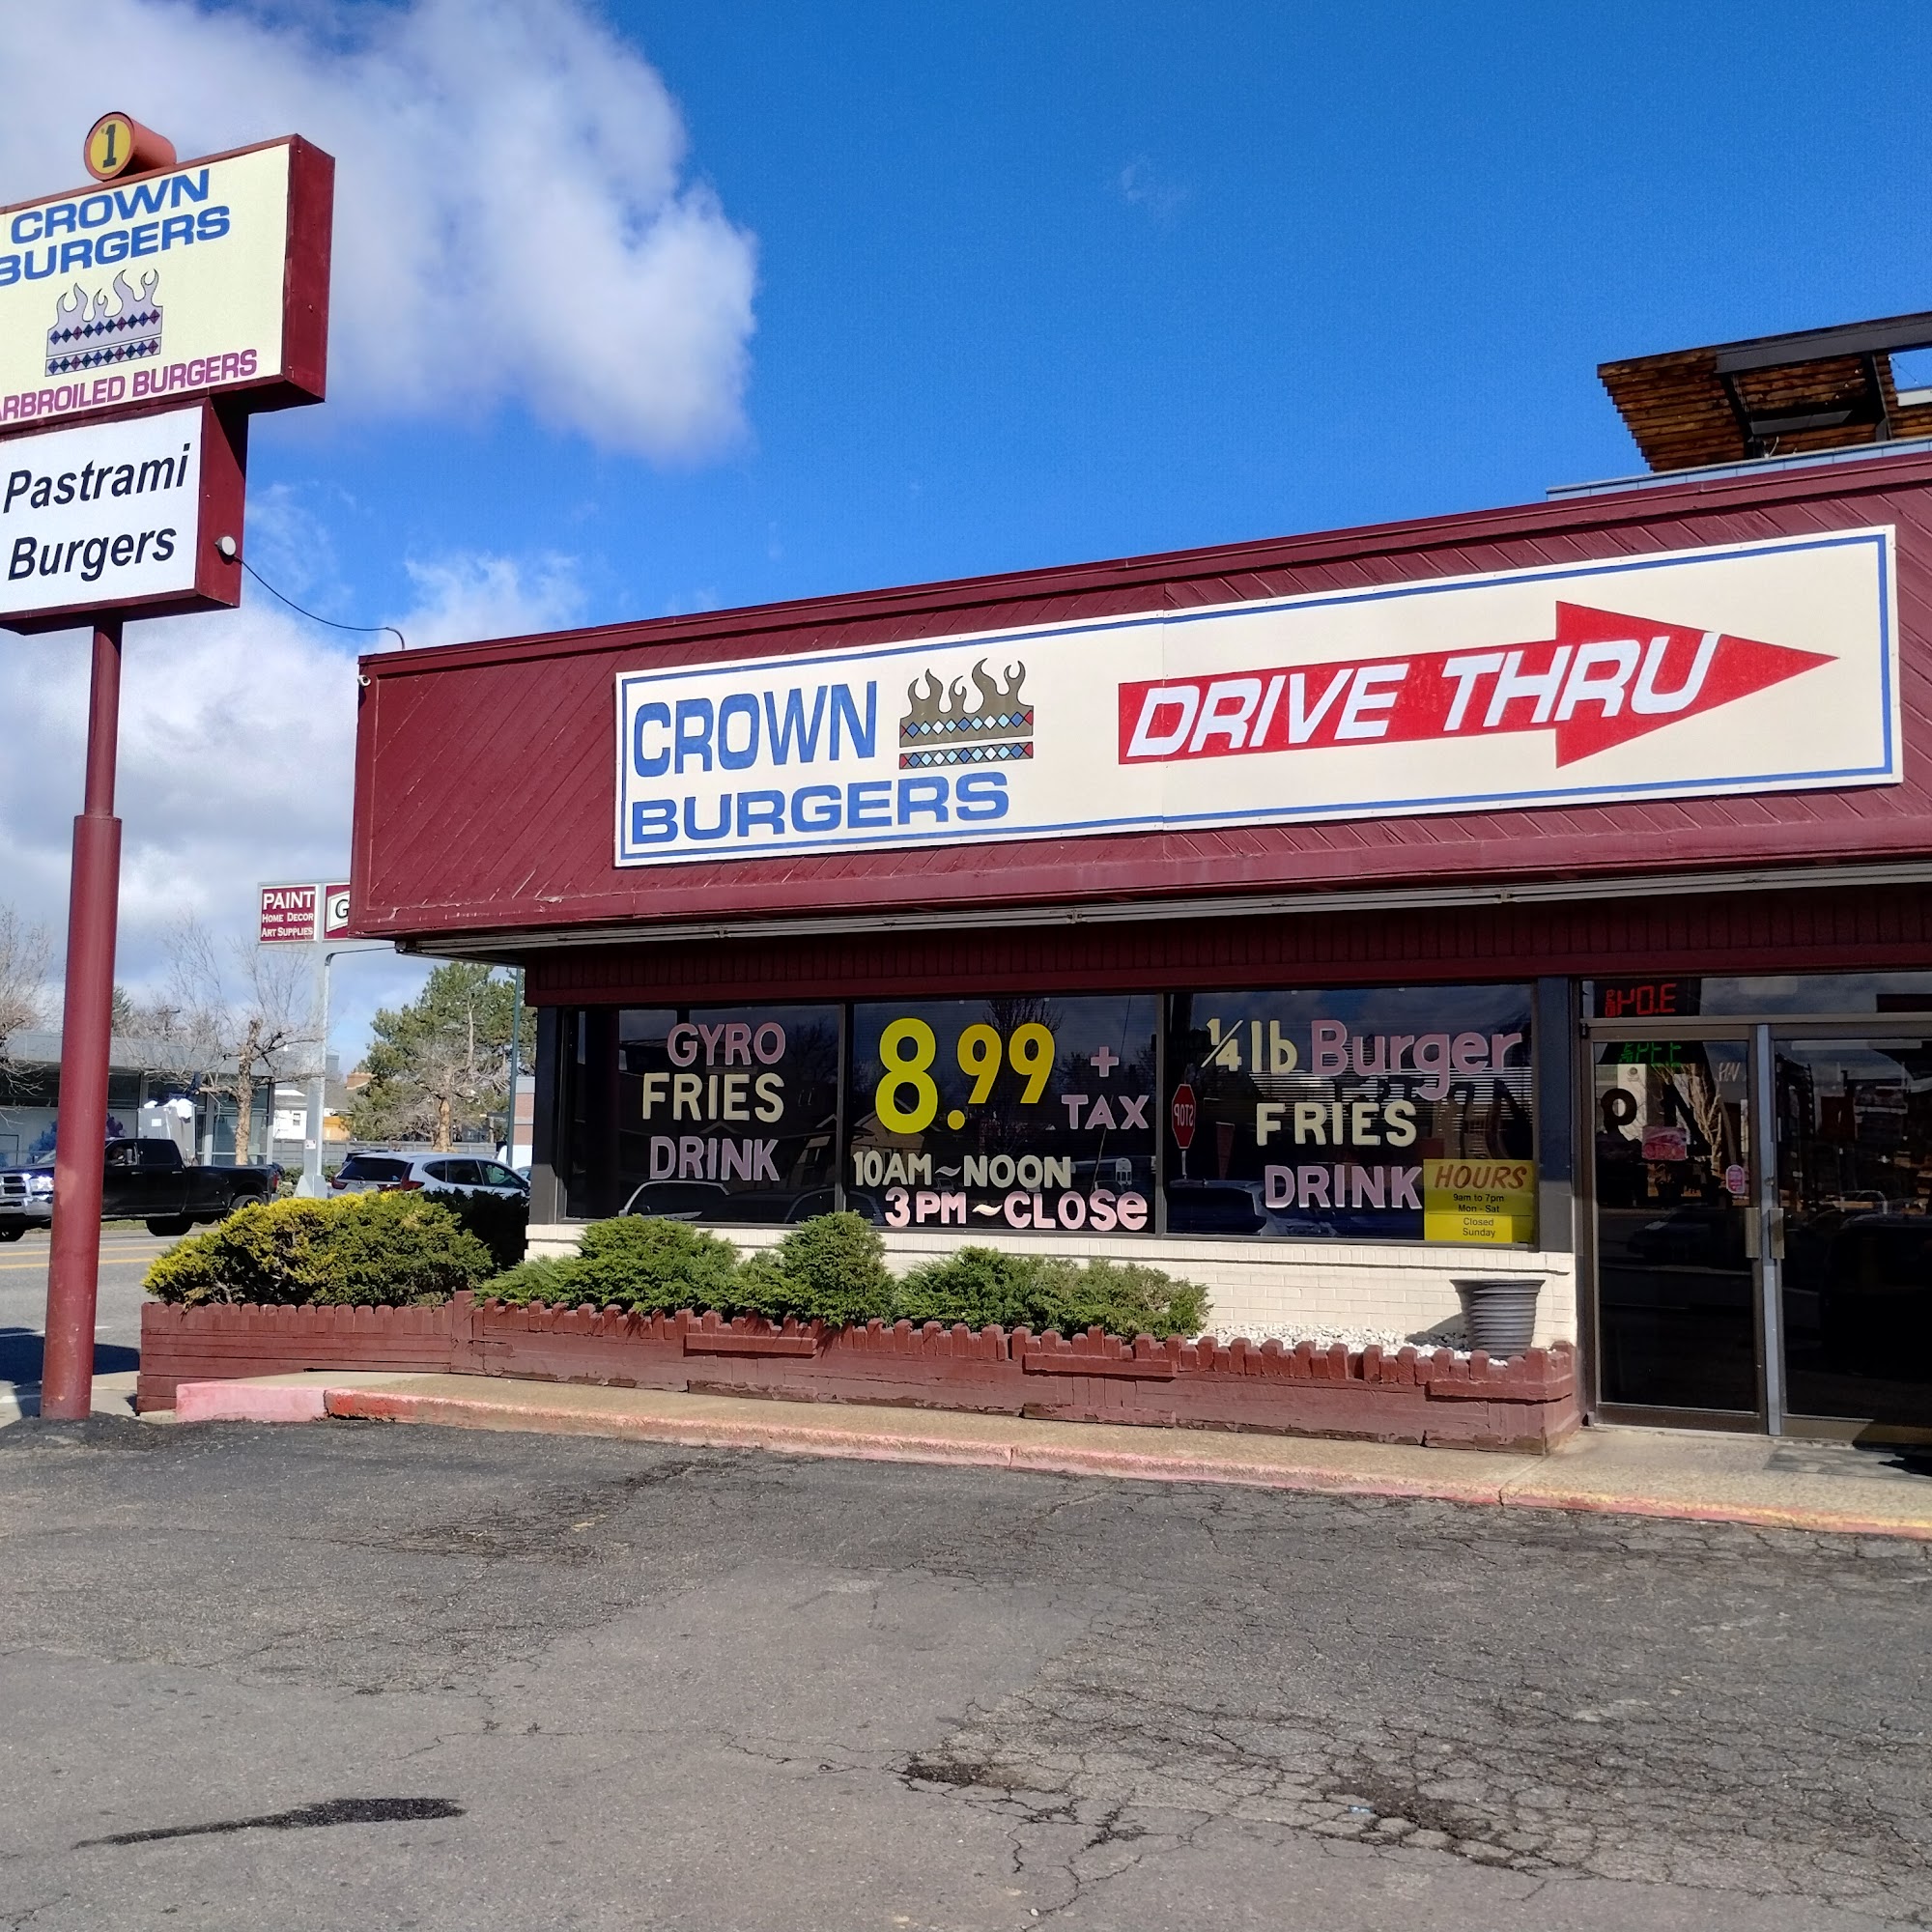 1
CROWN
BURGERS
ARBROILED BURGERS
Pastrami
Burgers
CROWN
BURGERS
DRIVE THRU
PAINT
HOME DECOR
ART SUPPLIES
G
GYRO
FRIES
DRINK
8.99 +
TAX
10AM~NOON
3PM~CLOSe
1/4 lb Burger
FRIES
DRINK
STOP
HOURS
9am to 7pm
Mon - Sat
Closed
Sunday